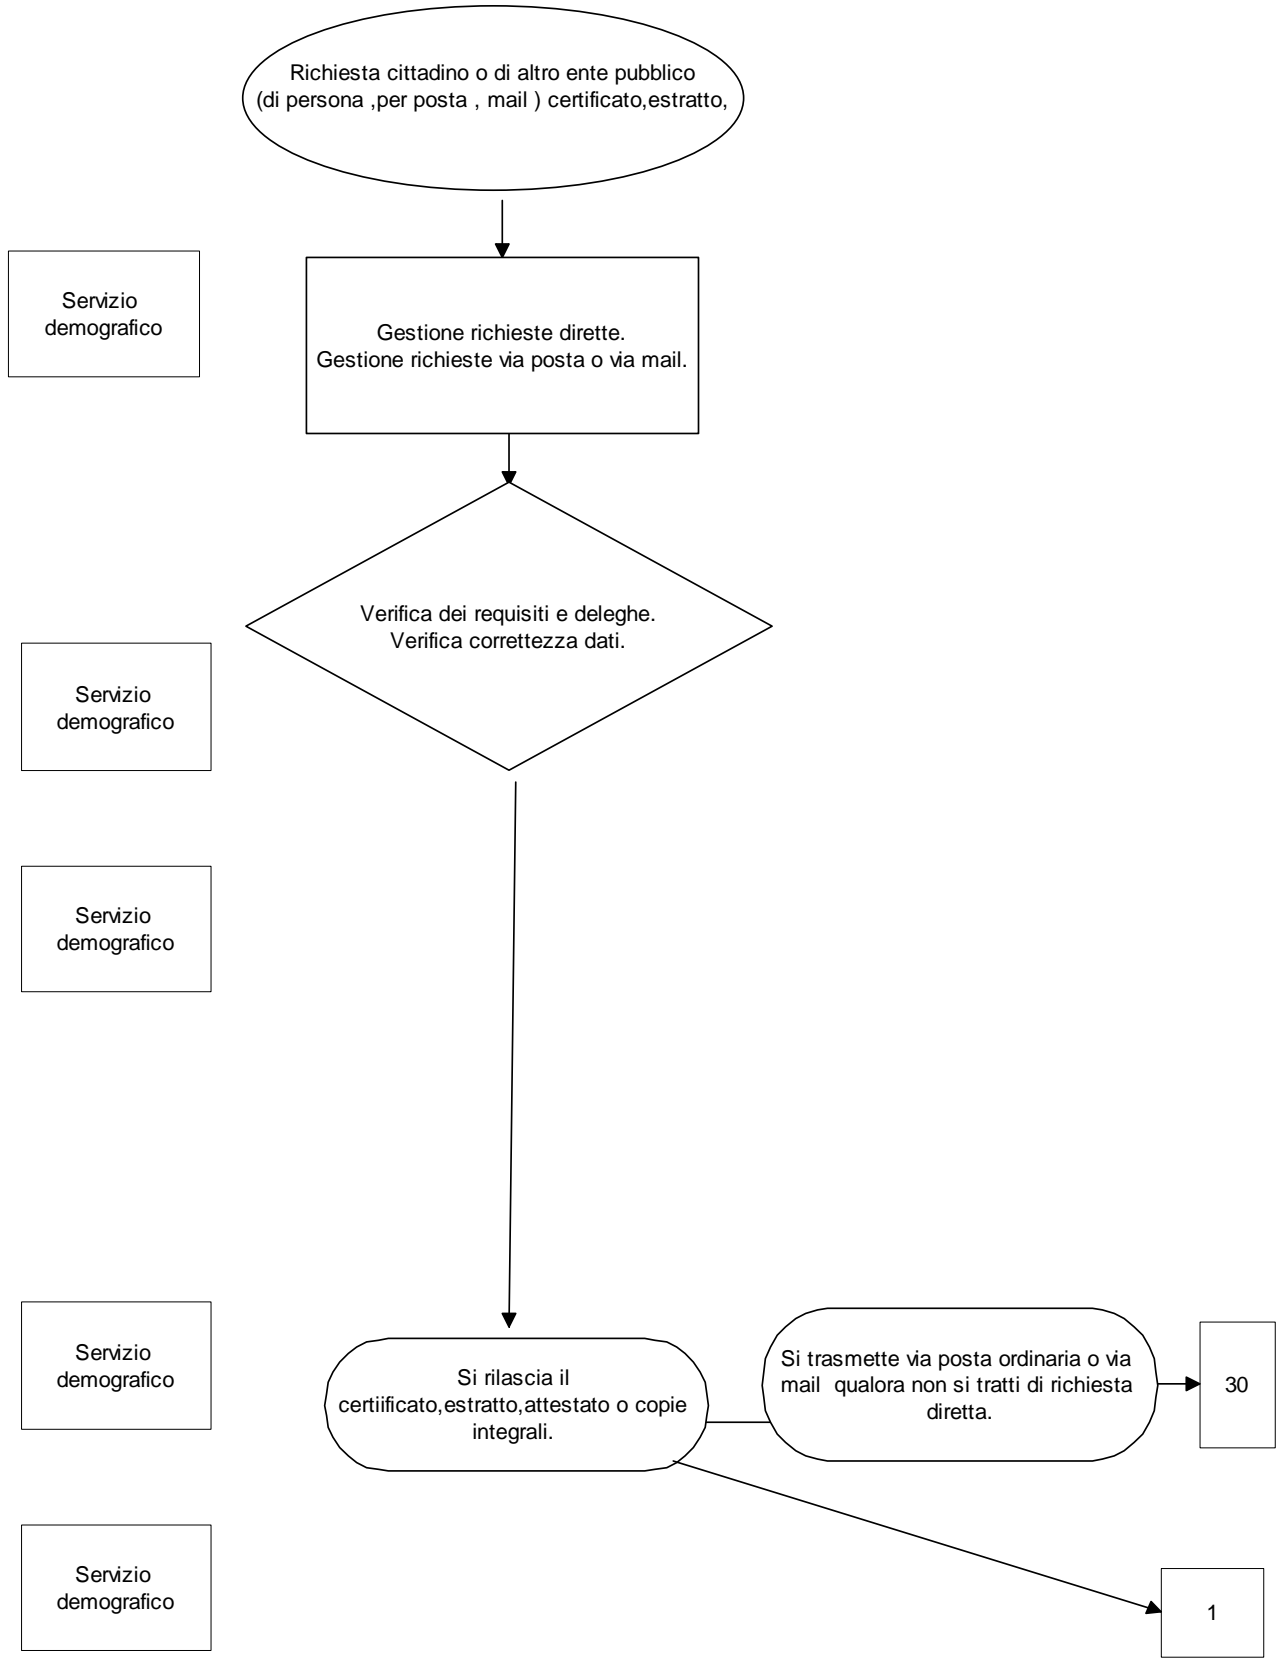 Richiesta cittadino o di altro ente pubblico
(di persona ,per posta , mail ) certificato,estratto,
Servizio
demografico
Gestione richieste dirette.
Gestione richieste via posta o via mail.
Verifica dei requisiti e deleghe.
Verifica correttezza dati.
Servizio
demografico
Servizio
demografico
Servizio
demografico
Si rilascia il
certiificato,estratto,attestato o copie
integrali.
Si trasmette via posta ordinaria o via
mail  qualora non si tratti di richiesta
diretta.
30
Servizio
demografico
1